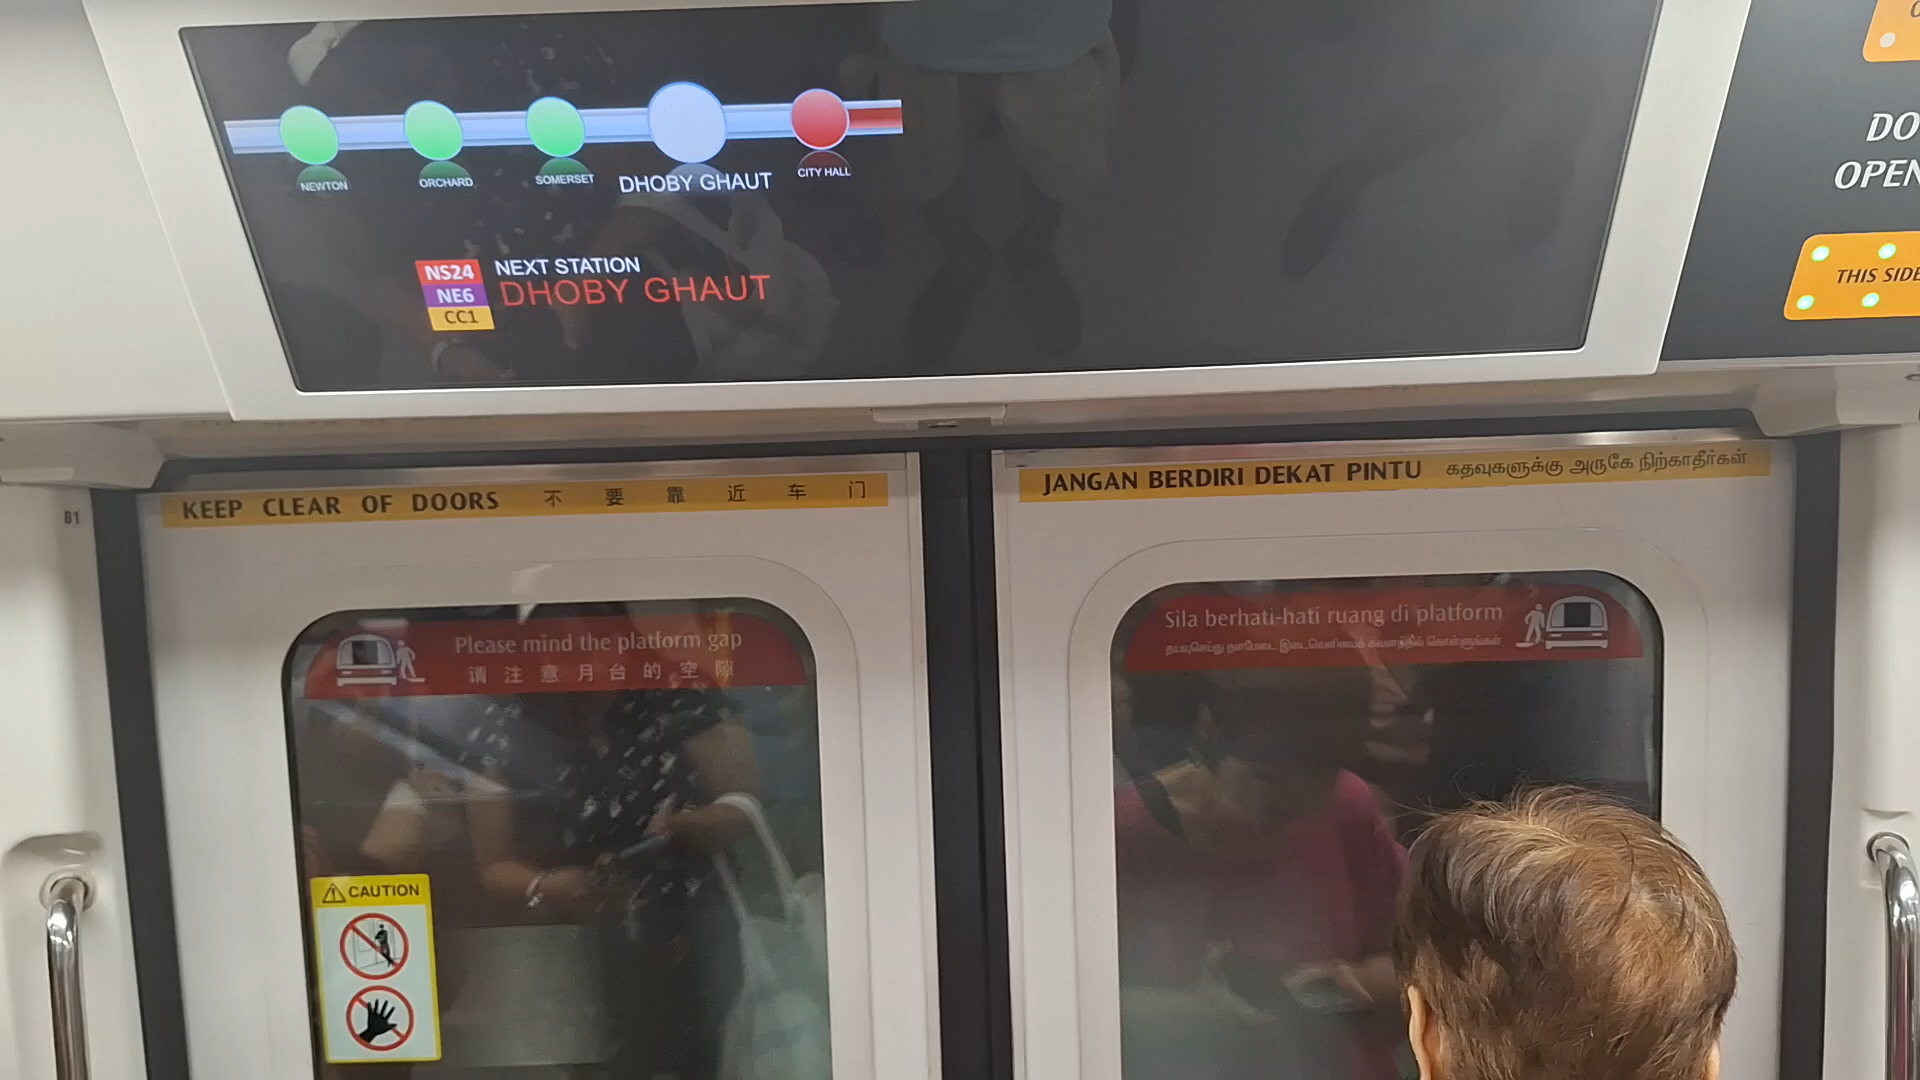 NEWTON
ORCHARD
SOMERSET
DHOBY GHAUT
CITY HALL
NS24
NE6
CC1
NEXT STATION
DHOBY GHAUT
DO
OPEN
THIS SIDE
B1
KEEP CLEAR OF DOORS 不要靠近车门
JANGAN BERDIRI DEKAT PINTU கதவுகளுக்கு அருகே நிற்காதீர்கள்
Please mind the platform gap
请注意月台的空隙
Sila berhati-hati ruang di platform
CAUTION